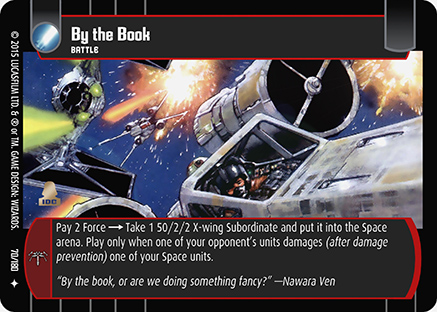 By the Book
BATTLE
© 2015 LUCASFILM LTD. & ® or TM. GAME DESIGN: WIZARDS.
70/180
Pay 2 Force → Take 1 50/2/2 X-wing Subordinate and put it into the Space
arena. Play only when one of your opponent's units damages (after damage
prevention) one of your Space units.
"By the book, or are we doing something fancy?" —Nawara Ven